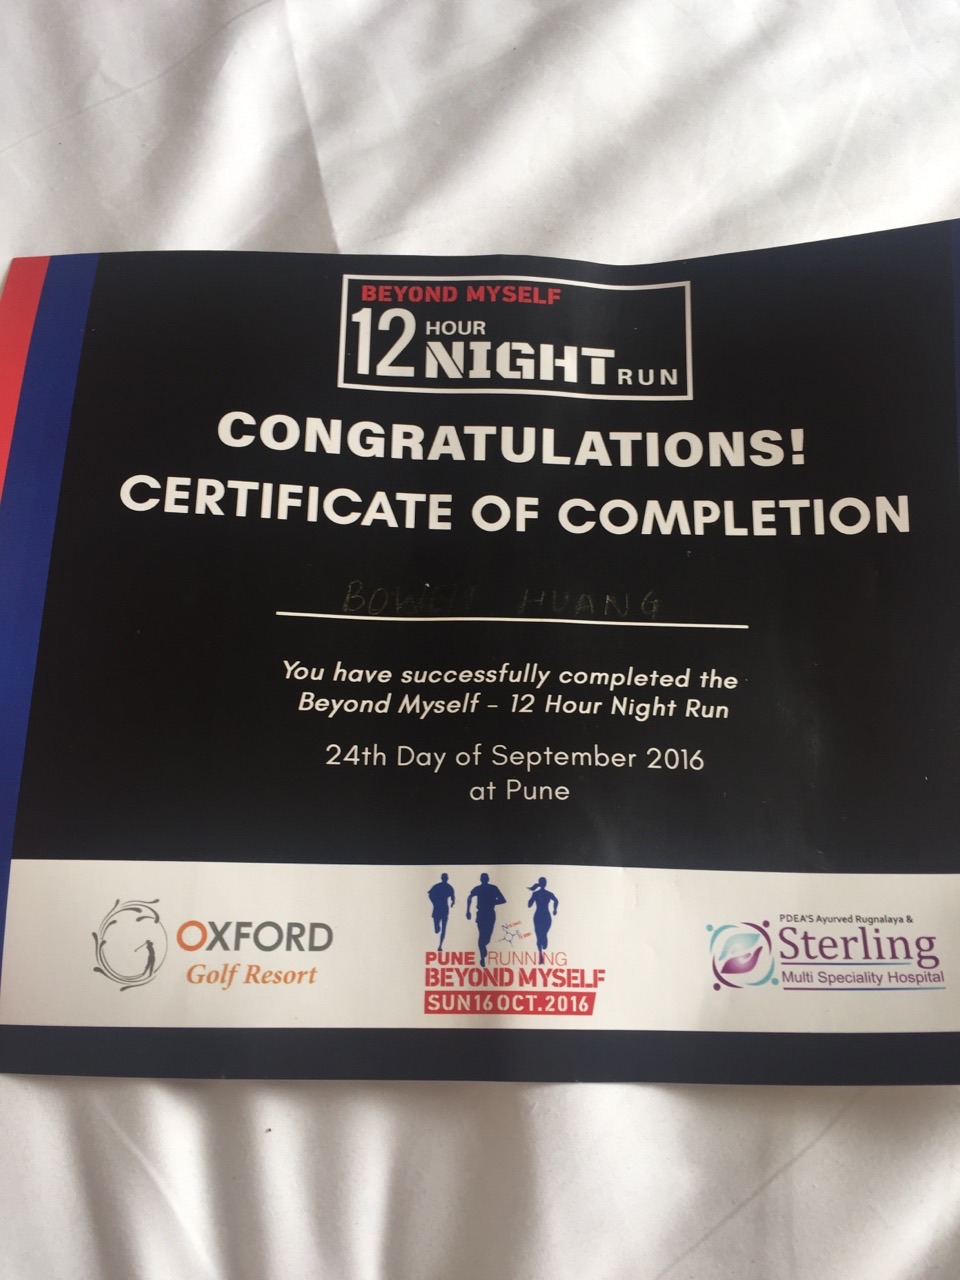 BEYOND MYSELF
12 HOUR
NIGHT RUN
CONGRATULATIONS!
CERTIFICATE OF COMPLETION
BOWEN HUANG
You have successfully completed the
Beyond Myself - 12 Hour Night Run
24th Day of September 2016
at Pune
OXFORD
Golf Resort
PUNE RUNNING
BEYOND MYSELF
SUN 16 OCT. 2016
PDEA'S Ayurved Rugnalaya &
Sterling
Multi Speciality Hospital